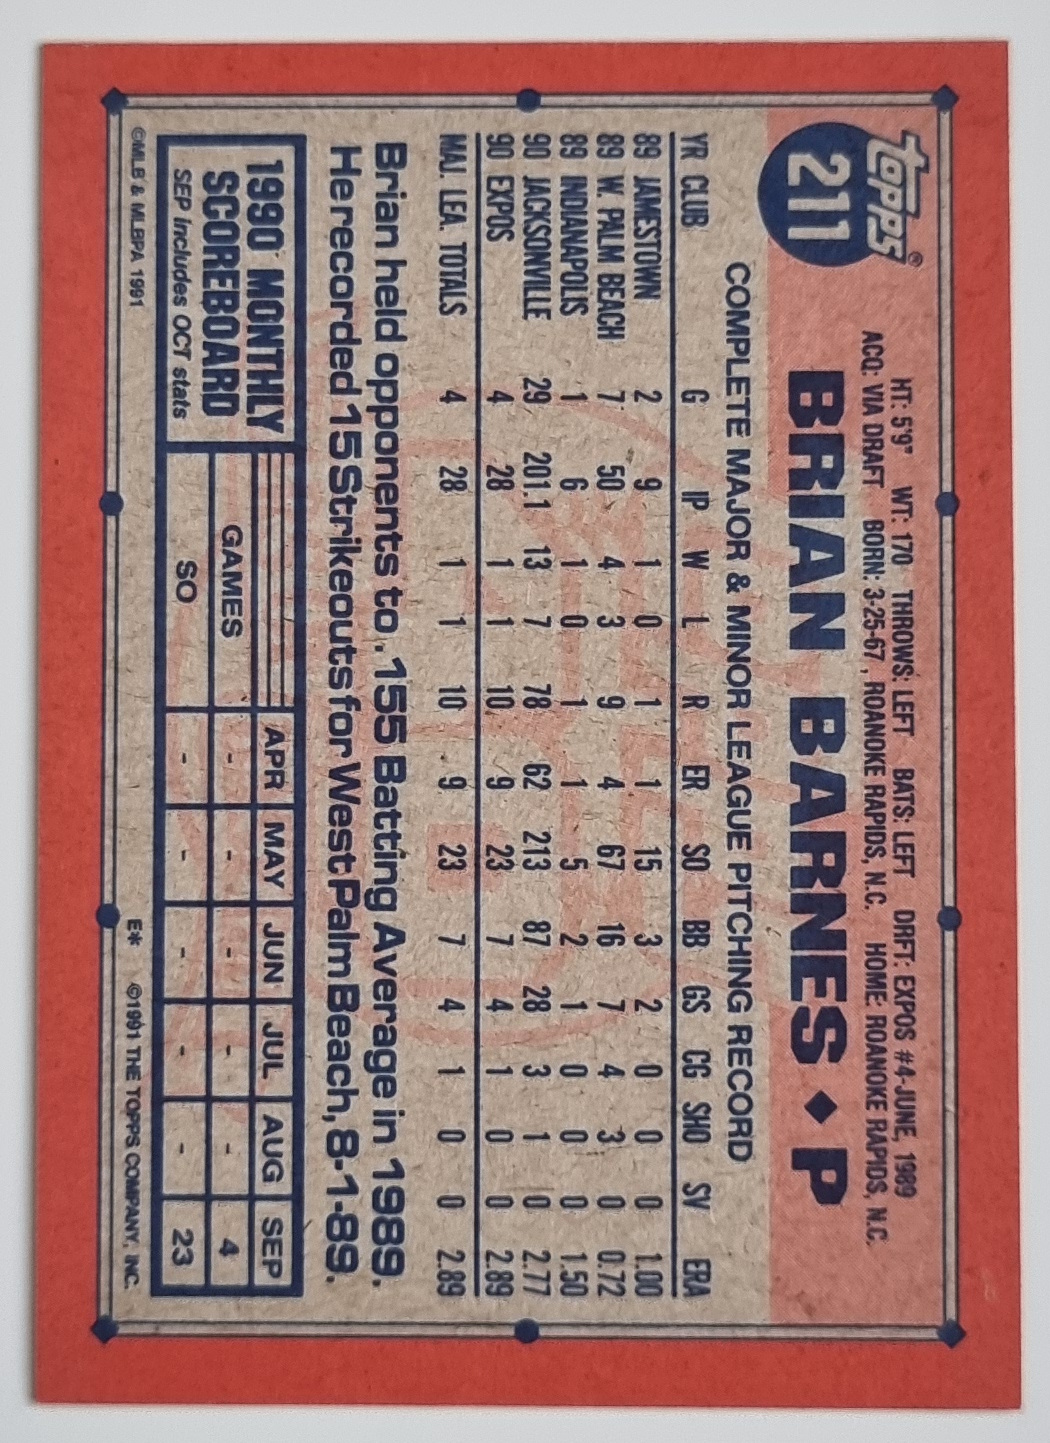 topps®
211
HT: 5'9" WT: 170 THROWS: LEFT BATS: LEFT DRFT: EXPOS #4-JUNE, 1989
ACQ: VIA DRAFT BORN: 3-25-67, ROANOKE RAPIDS, N.C. HOME: ROANOKE RAPIDS, N.C.
BRIAN BARNES ◆ P
COMPLETE MAJOR & MINOR LEAGUE PITCHING RECORD
YR CLUB G IP W L R ER SO BB GS CG SHO SV ERA
89 JAMESTOWN 2 9 1 0 1 1 15 3 2 0 0 0 1.00
89 W. PALM BEACH 7 50 4 3 9 4 67 16 7 4 3 0 0.72
89 INDIANAPOLIS 1 6 1 0 1 1 5 2 1 0 0 0 1.50
90 JACKSONVILLE 29 201.1 13 7 78 62 213 87 28 3 1 0 2.77
90 EXPOS 4 28 1 1 10 9 23 7 4 1 0 0 2.89
MAJ. LEA. TOTALS 4 28 1 1 10 9 23 7 4 1 0 0 2.89
Brian held opponents to .155 Batting Average in 1989.
He recorded 15 Strikeouts for West Palm Beach, 8-1-89.
1990 MONTHLY
SCOREBOARD
SEP Includes OCT stats
APR MAY JUN JUL AUG SEP
GAMES - - - - - 4
SO - - - - - 23
©MLB & MLBPA 1991 E* ©1991 THE TOPPS COMPANY, INC.